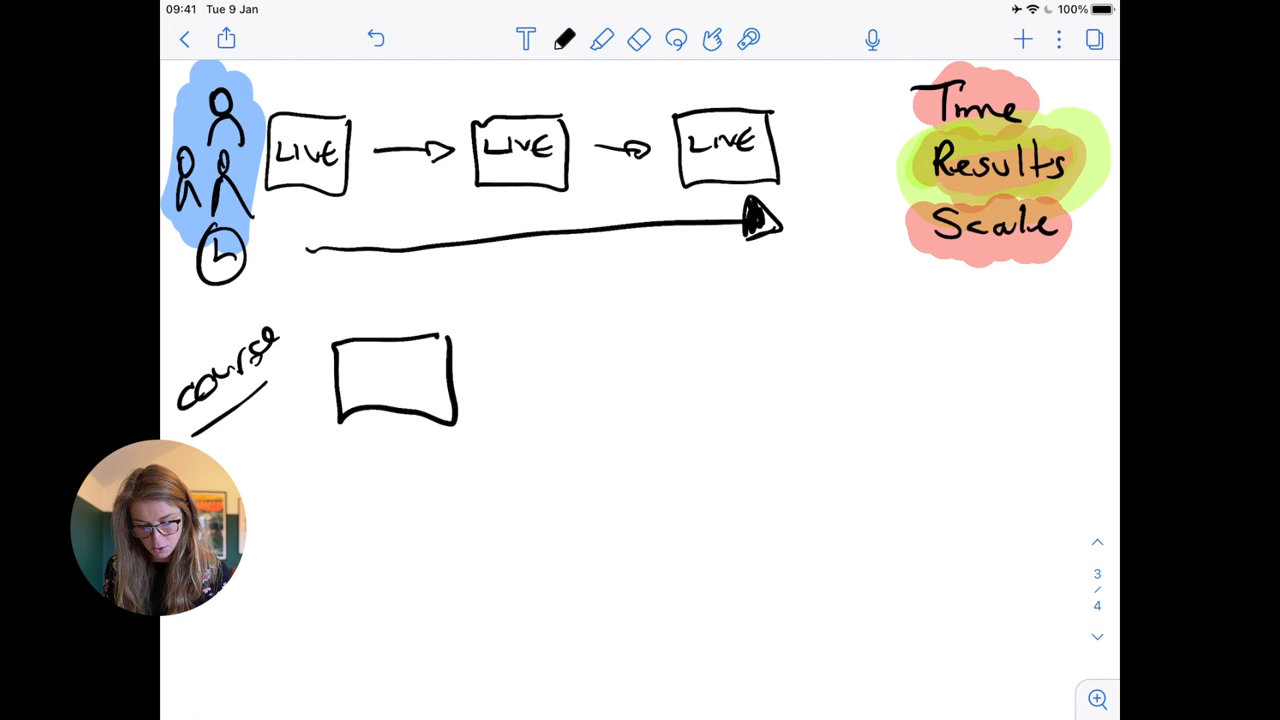 09:41 Tue 9 Jan
100%
T
LIVE LIVE LIVE
Time
Results
Scale
course
3
/
4